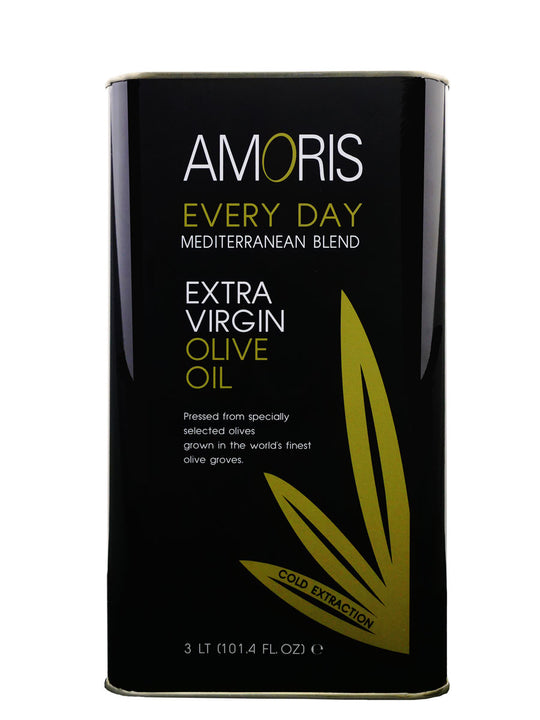 AMORIS
EVERY DAY
MEDITERRANEAN BLEND
EXTRA
VIRGIN
OLIVE
OIL
Pressed from specially
selected olives
grown in the world's finest
olive groves.
COLD EXTRACTION
3 LT (101.4 FL. OZ) ℮